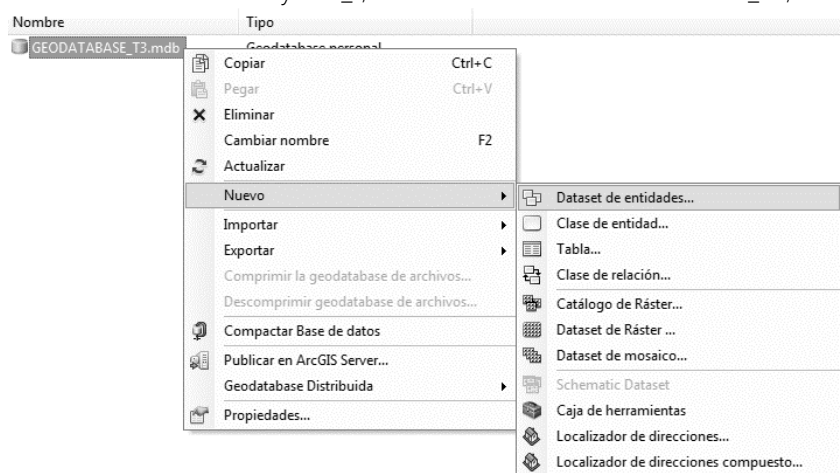 Nombre Tipo
GEODATABASE_T3.mdb Geodatabase personal
Copiar Ctrl+C
Pegar Ctrl+V
Eliminar
Cambiar nombre F2
Actualizar
Nuevo
Importar
Exportar
Comprimir la geodatabase de archivos...
Descomprimir geodatabase de archivos...
Compactar Base de datos
Publicar en ArcGIS Server...
Geodatabase Distribuida
Propiedades...
Dataset de entidades...
Clase de entidad...
Tabla...
Clase de relación...
Catálogo de Ráster...
Dataset de Ráster ...
Dataset de mosaico...
Schematic Dataset
Caja de herramientas
Localizador de direcciones...
Localizador de direcciones compuesto...